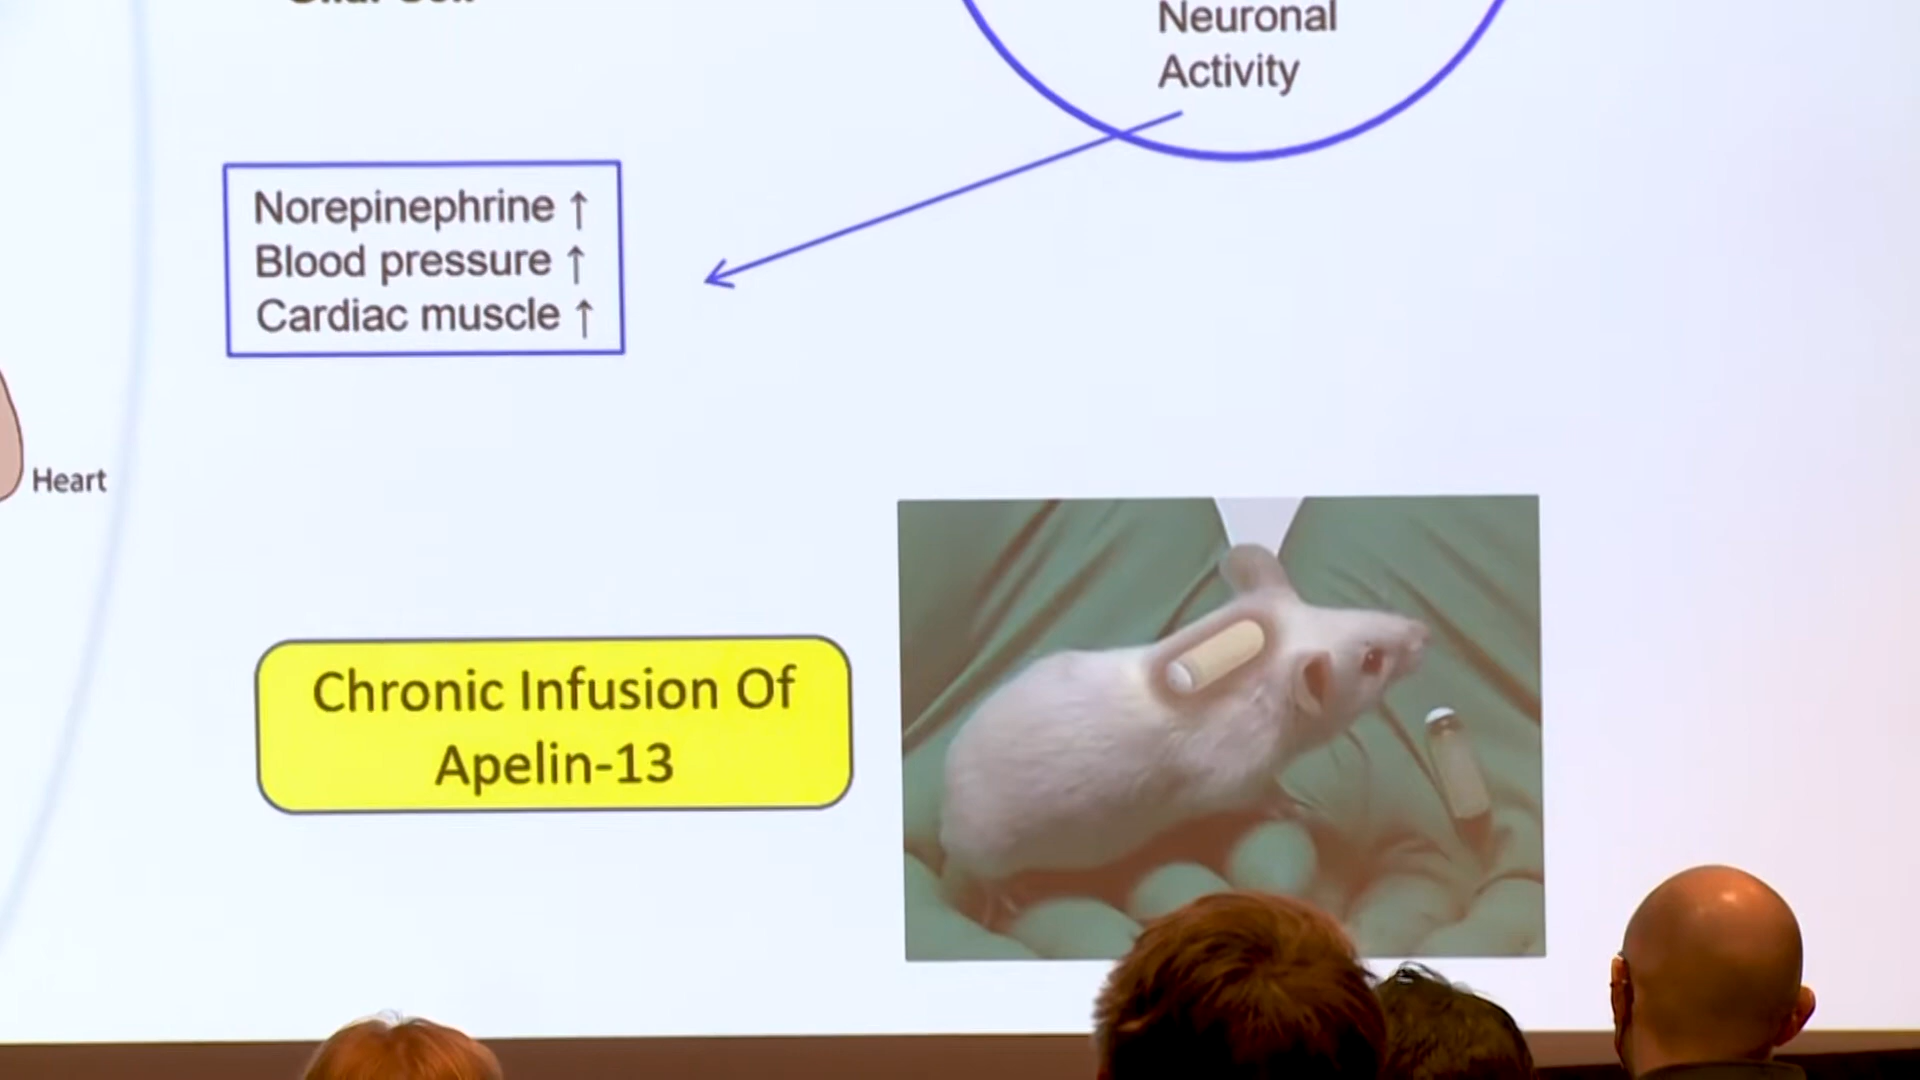 Neuronal
Activity
Norepinephrine ↑
Blood pressure ↑
Cardiac muscle ↑
Heart
Chronic Infusion Of
Apelin-13